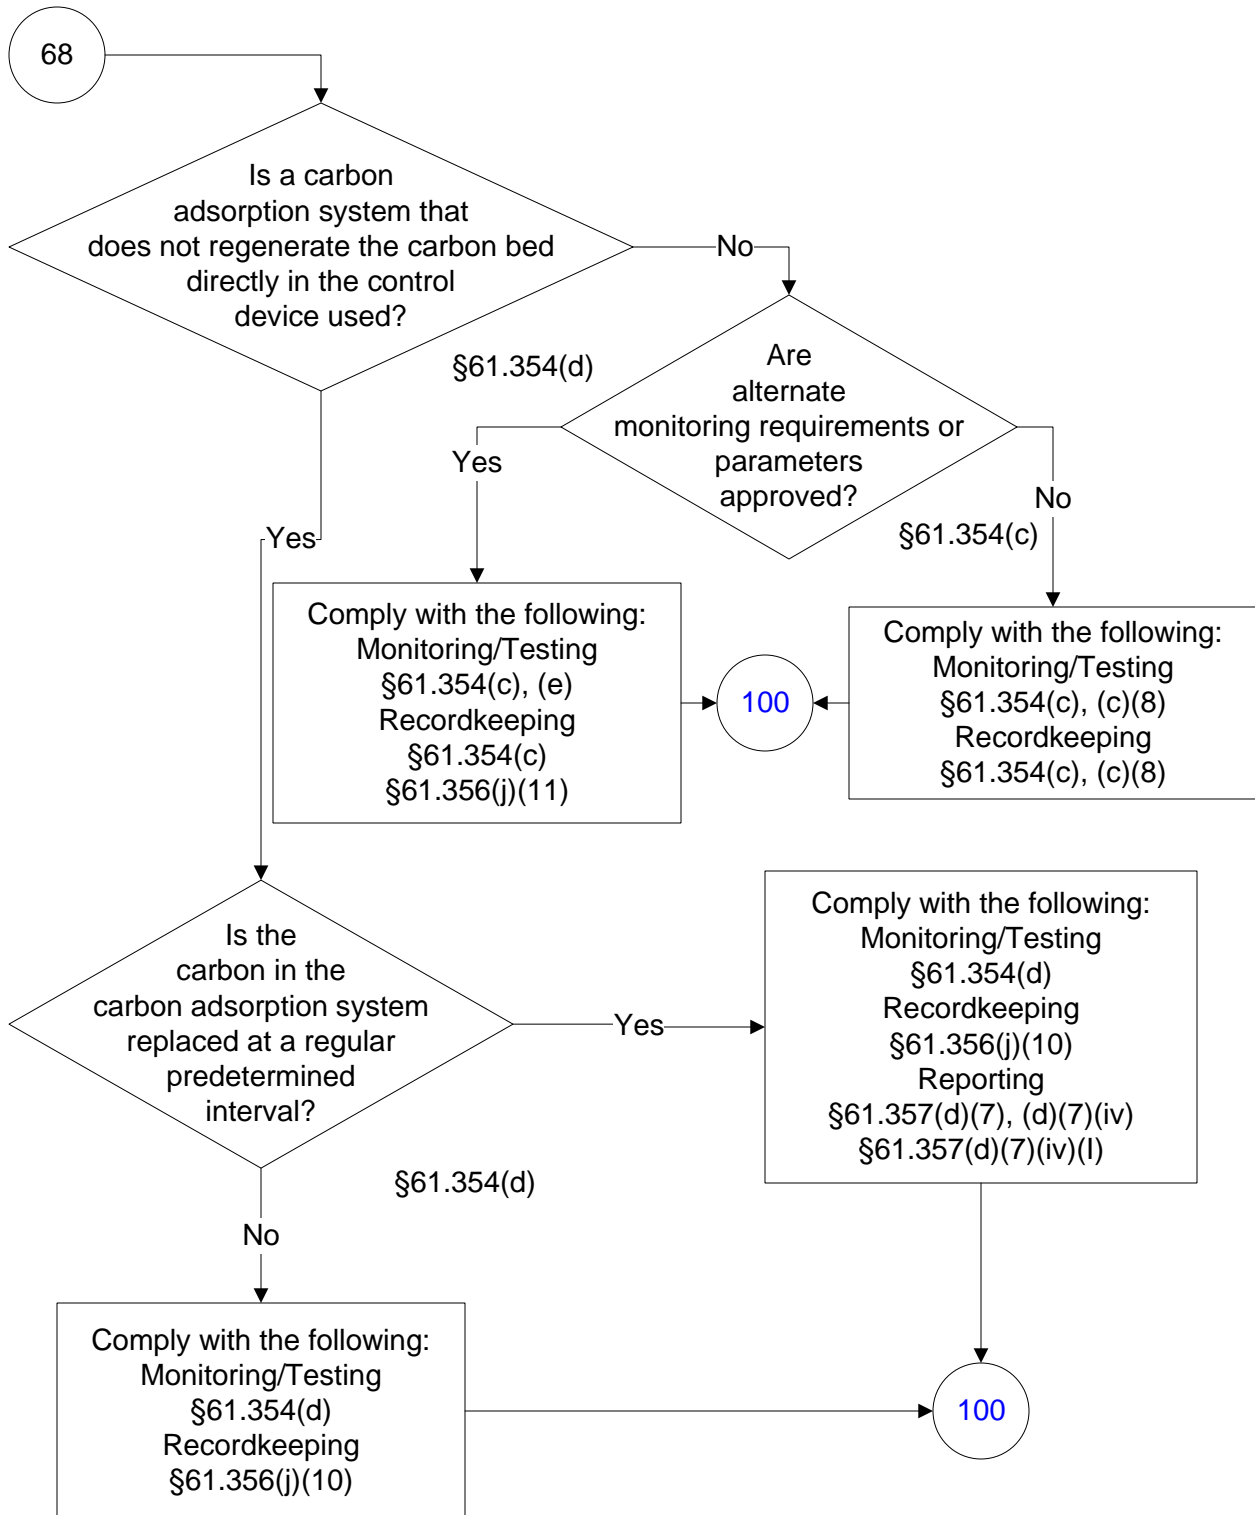 68
Is a carbon
adsorption system that
does not regenerate the carbon bed
directly in the control
device used?
No
§61.354(d)
Are
alternate
monitoring requirements or
parameters
approved?
Yes
No
§61.354(c)
Yes
Comply with the following:
Monitoring/Testing
§61.354(c), (e)
Recordkeeping
§61.354(c)
§61.356(j)(11)
100
Comply with the following:
Monitoring/Testing
§61.354(c), (c)(8)
Recordkeeping
§61.354(c), (c)(8)
Is the
carbon in the
carbon adsorption system
replaced at a regular
predetermined
interval?
Yes
§61.354(d)
Comply with the following:
Monitoring/Testing
§61.354(d)
Recordkeeping
§61.356(j)(10)
Reporting
§61.357(d)(7), (d)(7)(iv)
§61.357(d)(7)(iv)(I)
No
Comply with the following:
Monitoring/Testing
§61.354(d)
Recordkeeping
§61.356(j)(10)
100